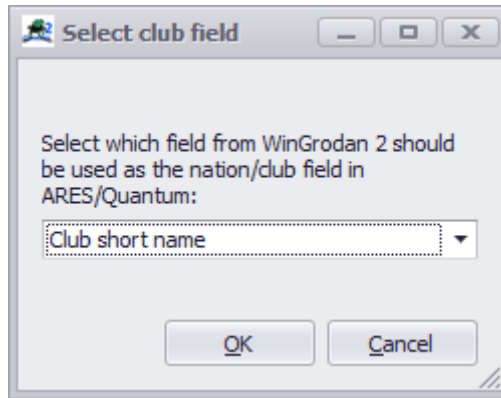 Select club field
Select which field from WinGrodan 2 should
be used as the nation/club field in
ARES/Quantum:
Club short name
OK
Cancel